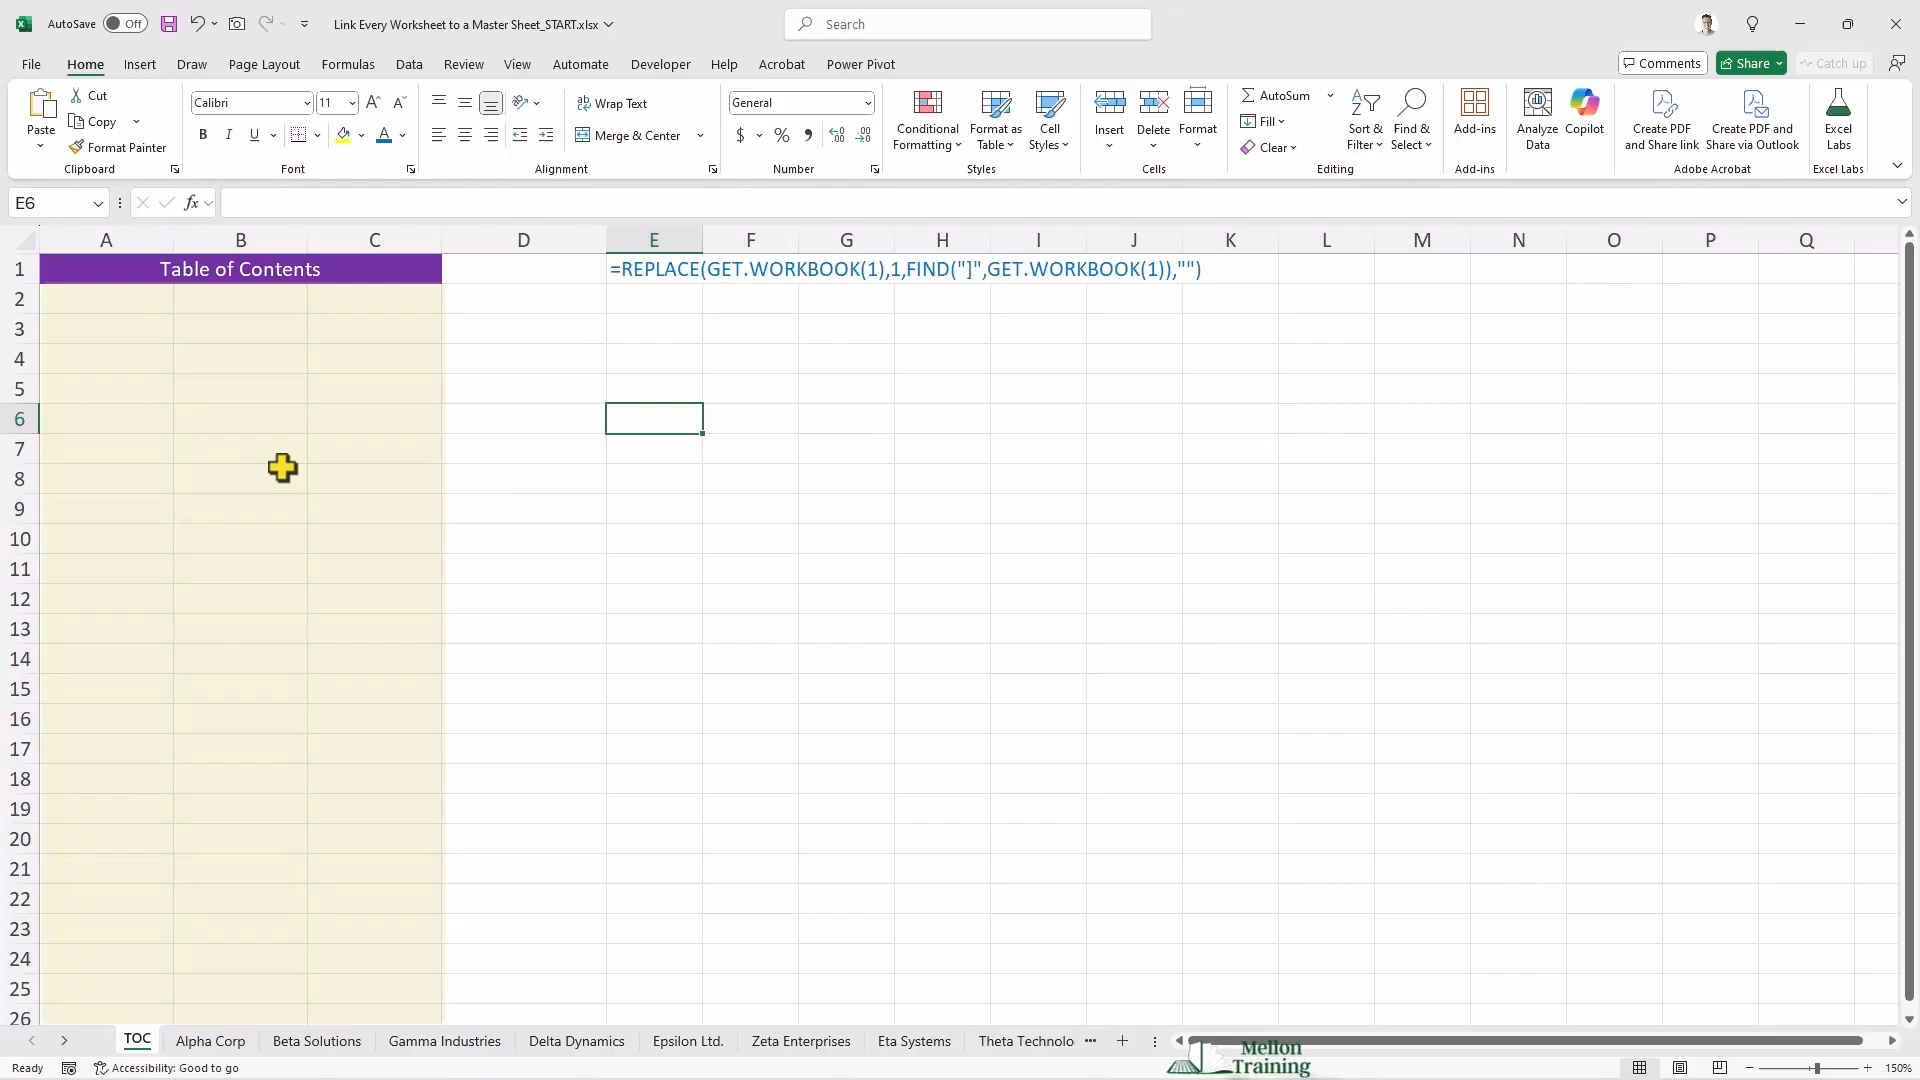 AutoSave Off Link Every Worksheet to a Master Sheet_START.xlsx Search
File Home Insert Draw Page Layout Formulas Data Review View Automate Developer Help Acrobat Power Pivot Comments Share Catch up
Paste Cut Copy Format Painter Clipboard
Calibri 11 B I U A Font
Wrap Text Merge & Center Alignment
General $ % Number
Conditional Formatting Format as Table Cell Styles Styles
Insert Delete Format Cells
AutoSum Fill Clear Sort & Filter Find & Select Editing
Add-ins Add-ins
Analyze Data Copilot
Create PDF and Share link Create PDF and Share via Outlook Adobe Acrobat
Excel Labs Excel Labs
E6 fx
A B C D E F G H I J K L M N O P Q
1 Table of Contents =REPLACE(GET.WORKBOOK(1),1,FIND("]",GET.WORKBOOK(1)),"")
2
3
4
5
6
7
8
9
10
11
12
13
14
15
16
17
18
19
20
21
22
23
24
25
26
TOC Alpha Corp Beta Solutions Gamma Industries Delta Dynamics Epsilon Ltd. Zeta Enterprises Eta Systems Theta Technolo
Mellon
Training
Ready Accessibility: Good to go 150%